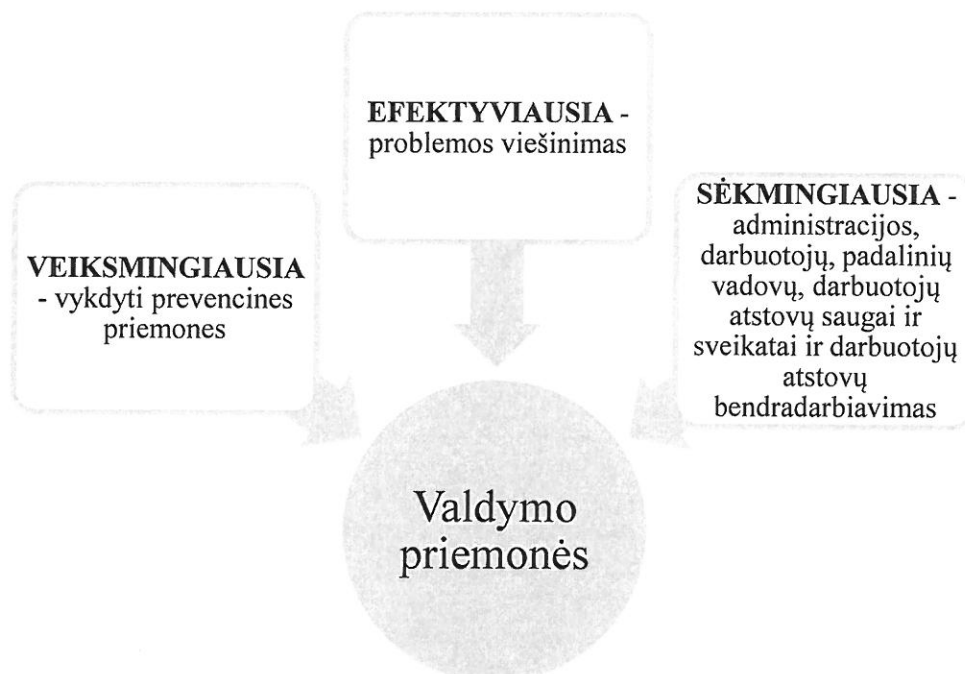 EFEKTYVIAUSIA -
problemos viešinimas
VEIKSMINGIAUSIA
- vykdyti prevencines
priemones
SĖKMINGIAUSIA -
administracijos,
darbuotojų, padalinių
vadovų, darbuotojų
atstovų saugai ir
sveikatai ir darbuotojų
atstovų
bendradarbiavimas
Valdymo
priemonės